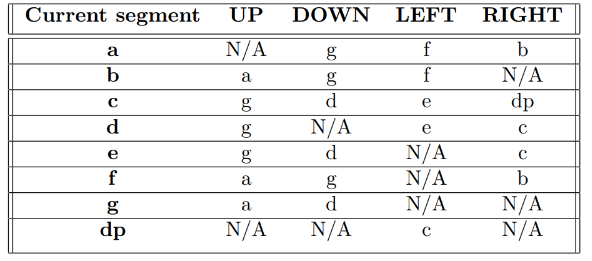 Current segment UP DOWN LEFT RIGHT
a N/A g f b
b a g f N/A
c g d e dp
d g N/A e c
e g d N/A c
f a g N/A b
g a d N/A N/A
dp N/A N/A c N/A